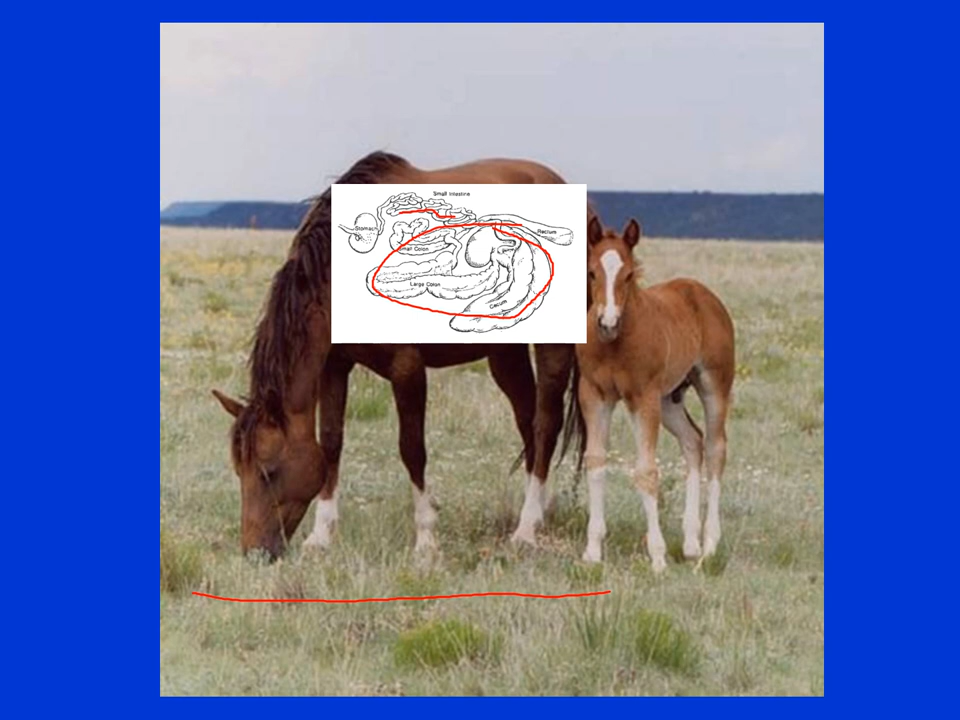 Small Intestine
Stomach
Rectum
Small Colon
Large Colon
Cecum